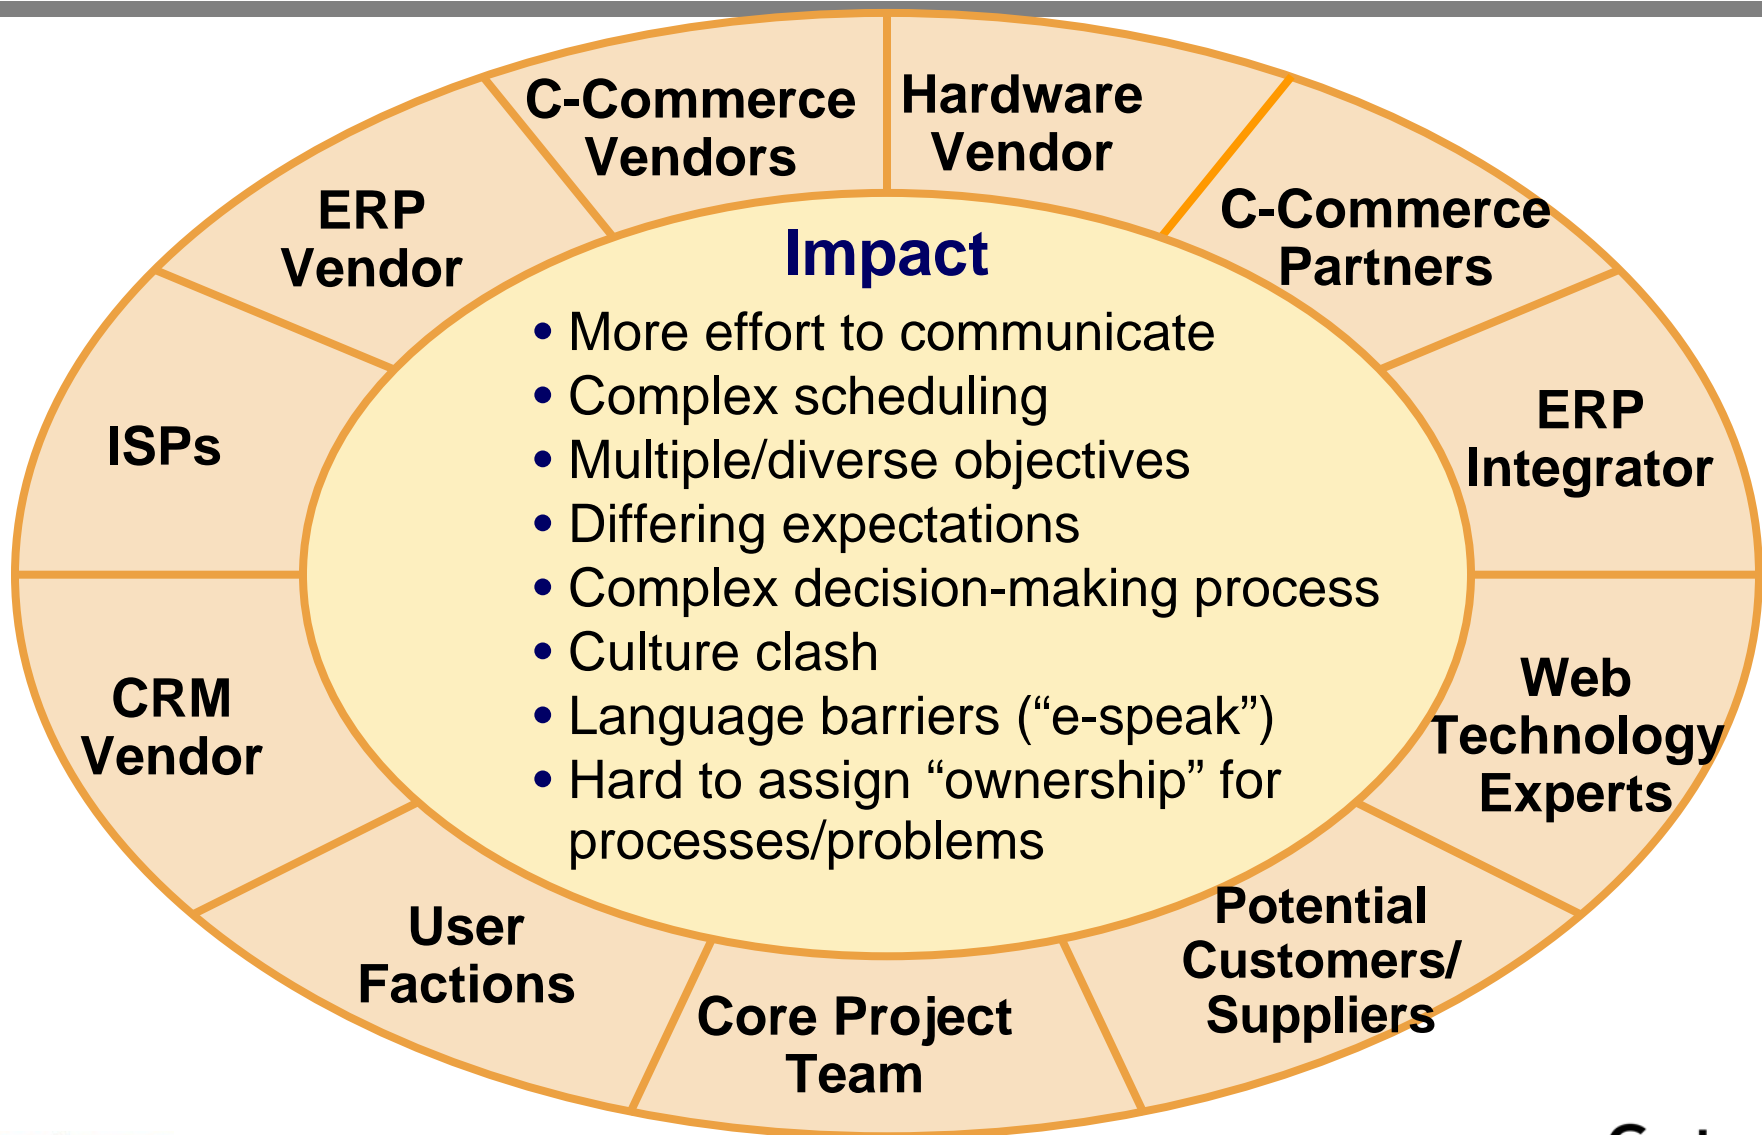 C-Commerce
Vendors
Hardware
Vendor
C-Commerce
Partners
ERP
Integrator
Web
Technology
Experts
Potential
Customers/
Suppliers
Core Project
Team
User
Factions
CRM
Vendor
ISPs
ERP
Vendor
Impact
• More effort to communicate
• Complex scheduling
• Multiple/diverse objectives
• Differing expectations
• Complex decision-making process
• Culture clash
• Language barriers (“e-speak”)
• Hard to assign “ownership” for
processes/problems